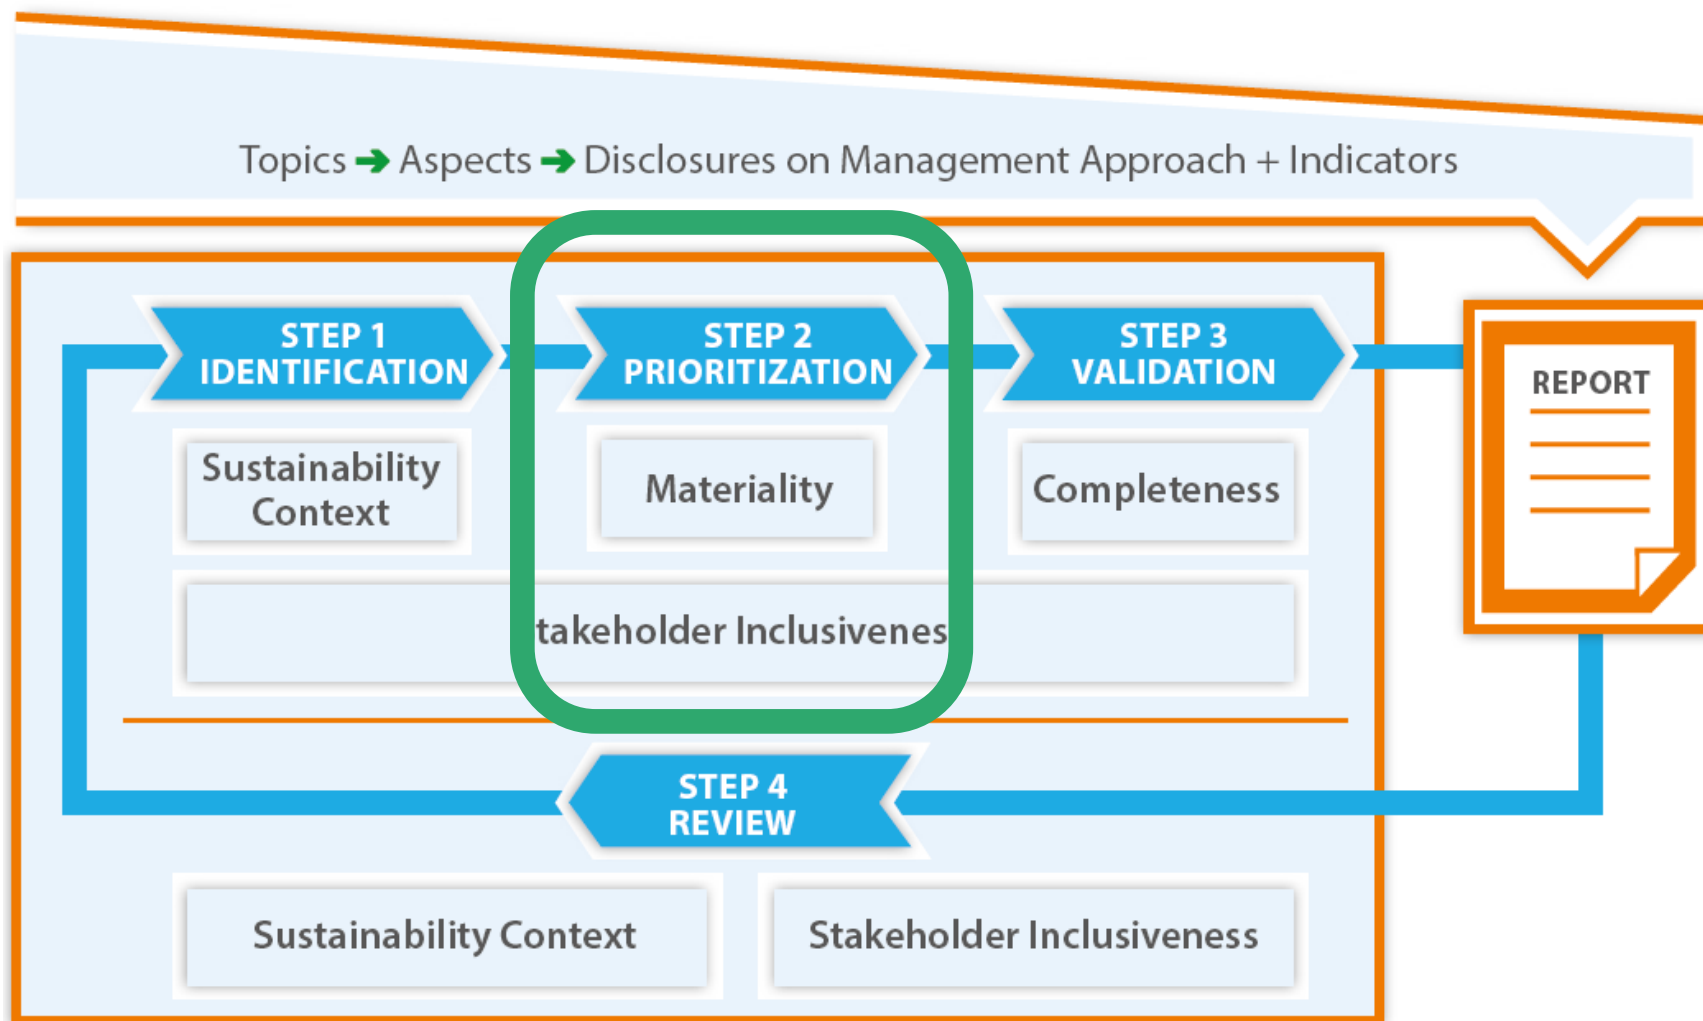 Topics → Aspects → Disclosures on Management Approach + Indicators
STEP 1
IDENTIFICATION
STEP 2
PRIORITIZATION
STEP 3
VALIDATION
REPORT
Sustainability
Context
Materiality
Completeness
takeholder Inclusivenes
STEP 4
REVIEW
Sustainability Context
Stakeholder Inclusiveness